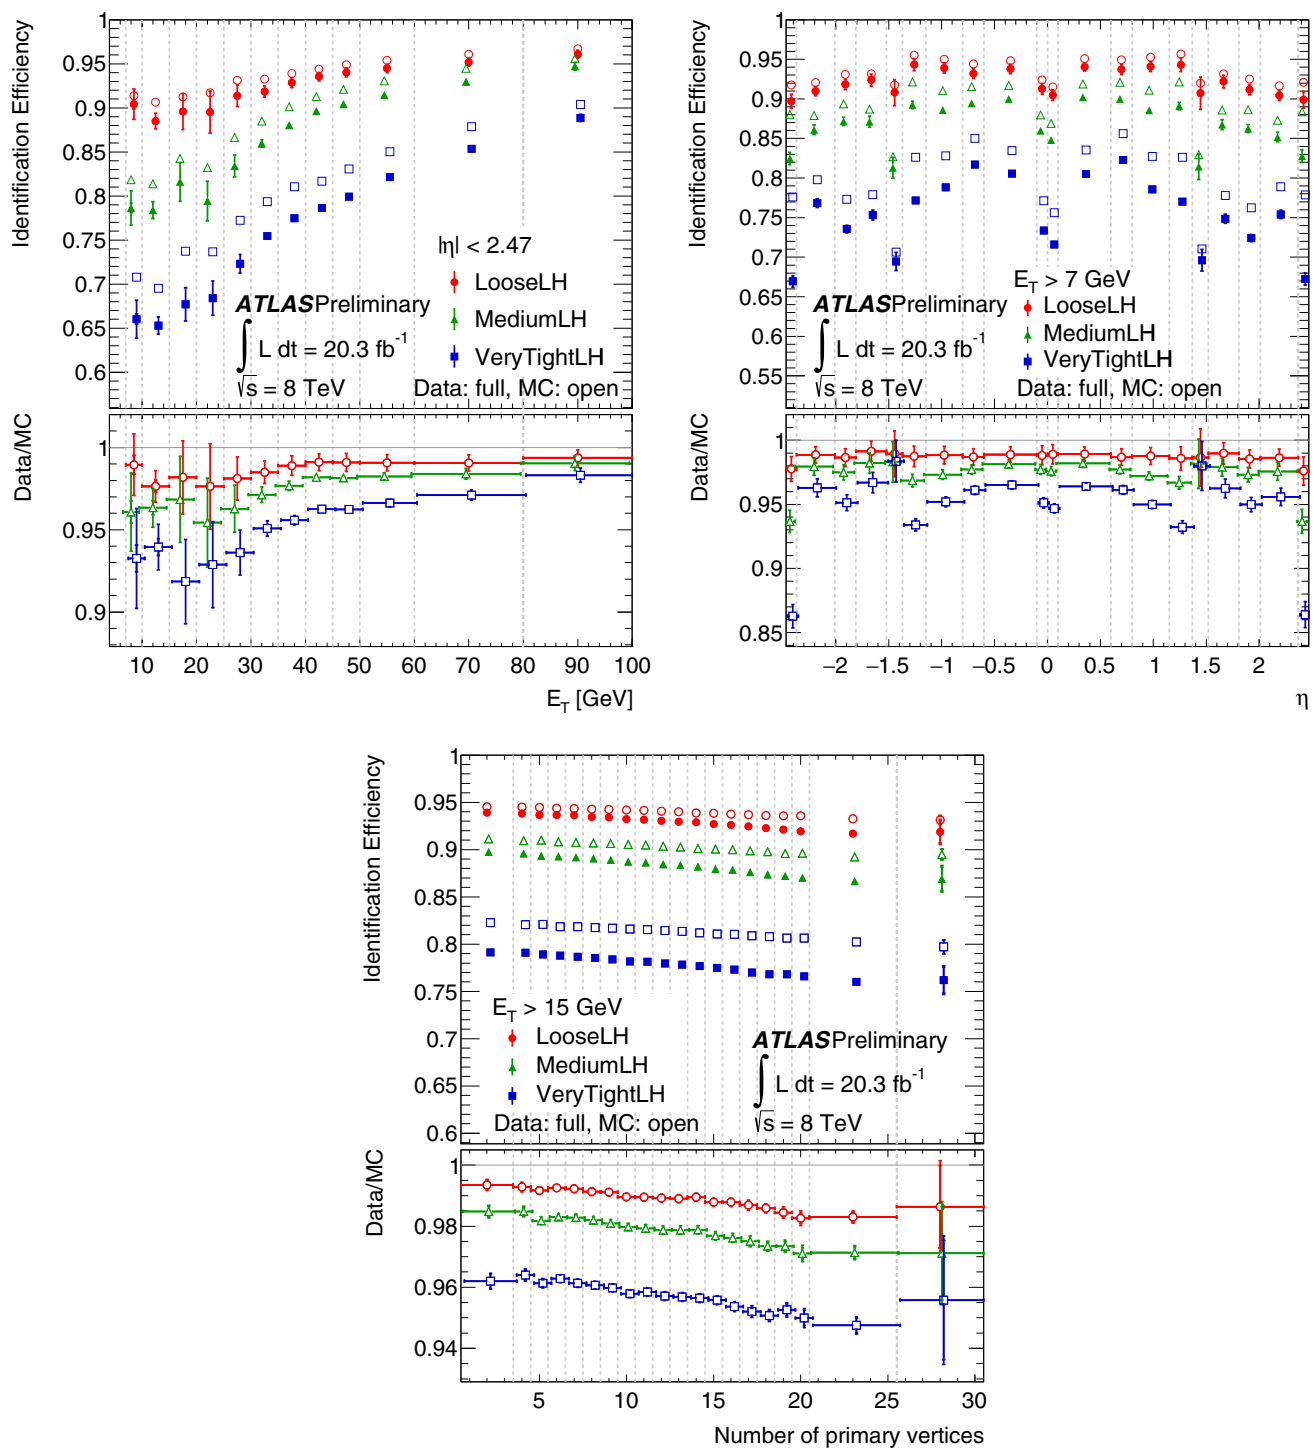 Identification Efficiency
1
0.95
0.9
0.85
0.8
0.75
0.7
0.65
0.6
|η| < 2.47
LooseLH
MediumLH
VeryTightLH
ATLAS Preliminary
∫ L dt = 20.3 fb⁻¹
√s = 8 TeV
Data: full, MC: open
Data/MC
1
0.95
0.9
10 20 30 40 50 60 70 80 90 100
E_T [GeV]
Identification Efficiency
1
0.95
0.9
0.85
0.8
0.75
0.7
0.65
0.6
0.55
E_T > 7 GeV
LooseLH
MediumLH
VeryTightLH
ATLAS Preliminary
∫ L dt = 20.3 fb⁻¹
√s = 8 TeV
Data: full, MC: open
Data/MC
1
0.95
0.9
0.85
−2 −1.5 −1 −0.5 0 0.5 1 1.5 2
η
Identification Efficiency
1
0.95
0.9
0.85
0.8
0.75
0.7
0.65
0.6
E_T > 15 GeV
LooseLH
MediumLH
VeryTightLH
Data: full, MC: open
ATLAS Preliminary
∫ L dt = 20.3 fb⁻¹
√s = 8 TeV
Data/MC
1
0.98
0.96
0.94
5 10 15 20 25 30
Number of primary vertices